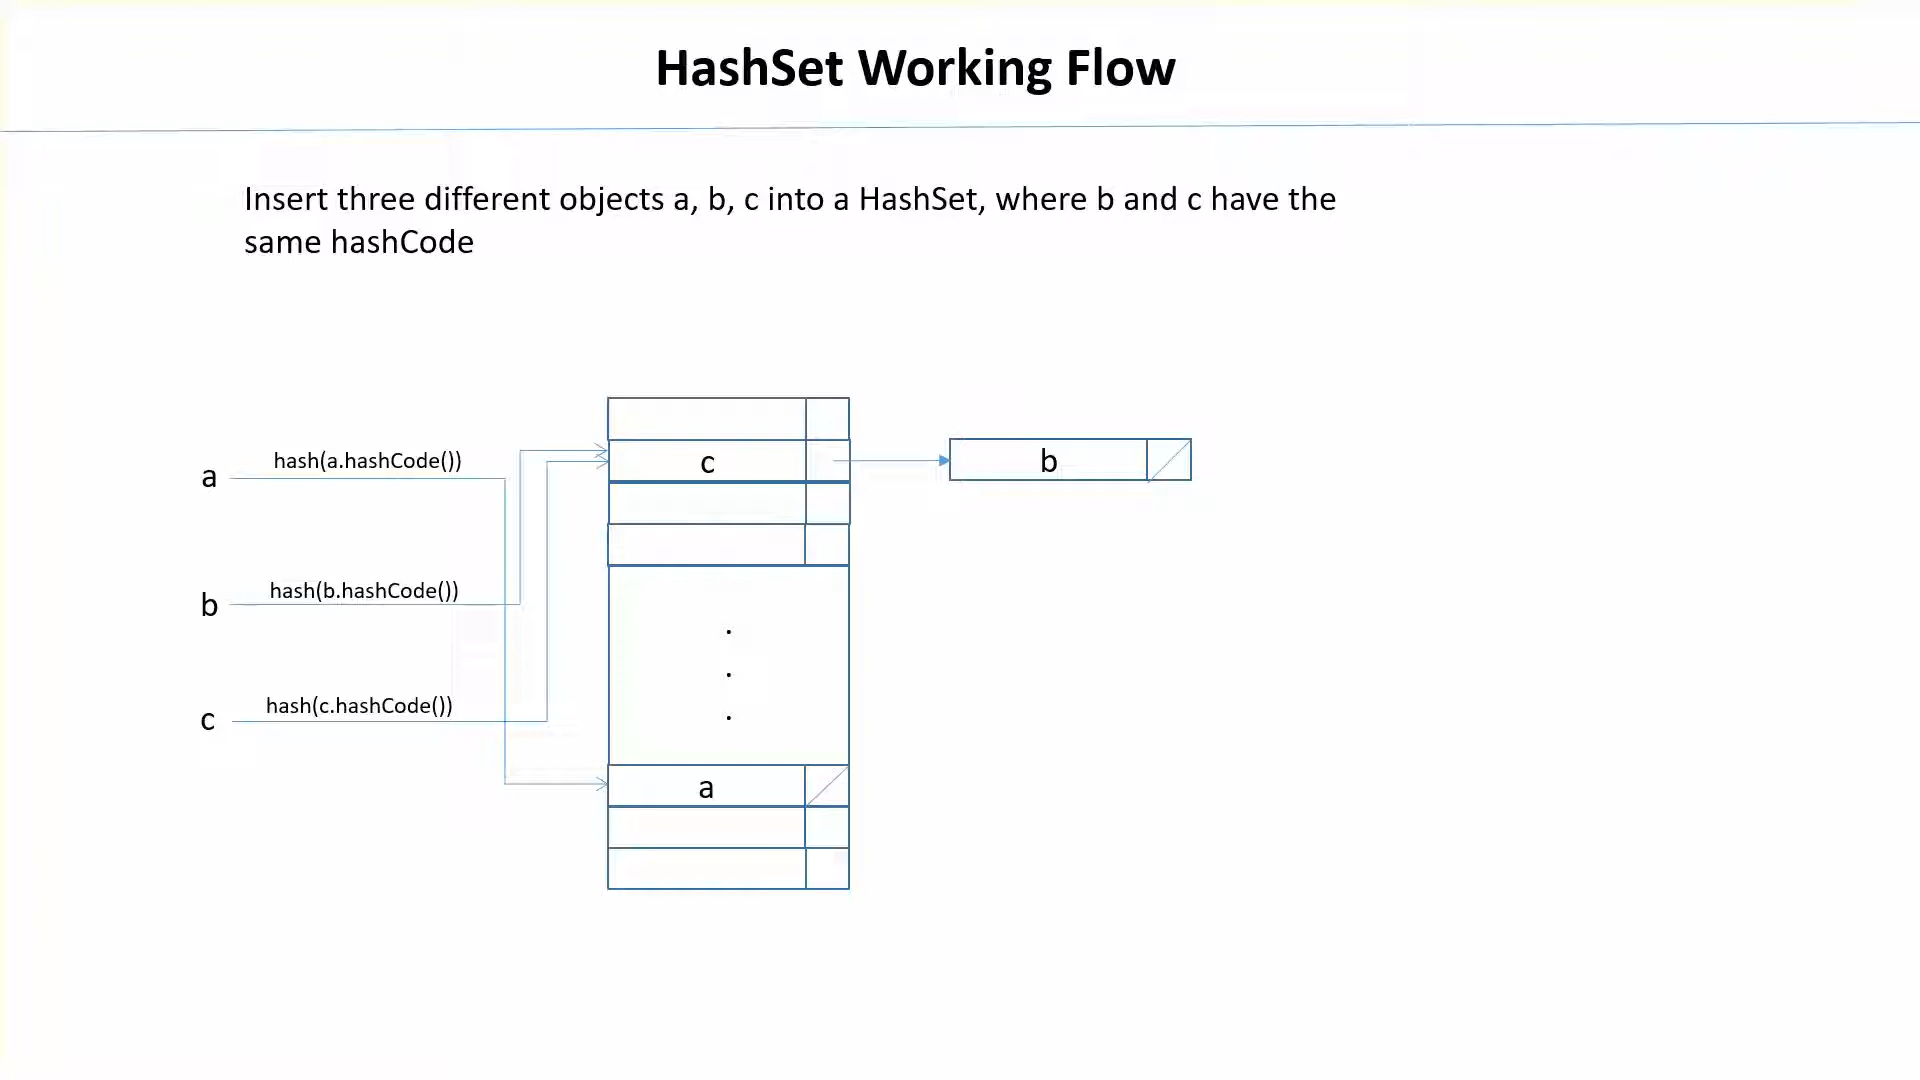 HashSet Working Flow
Insert three different objects a, b, c into a HashSet, where b and c have the
same hashCode
a
hash(a.hashCode())
c
b
b
hash(b.hashCode())
.
.
.
c
hash(c.hashCode())
a